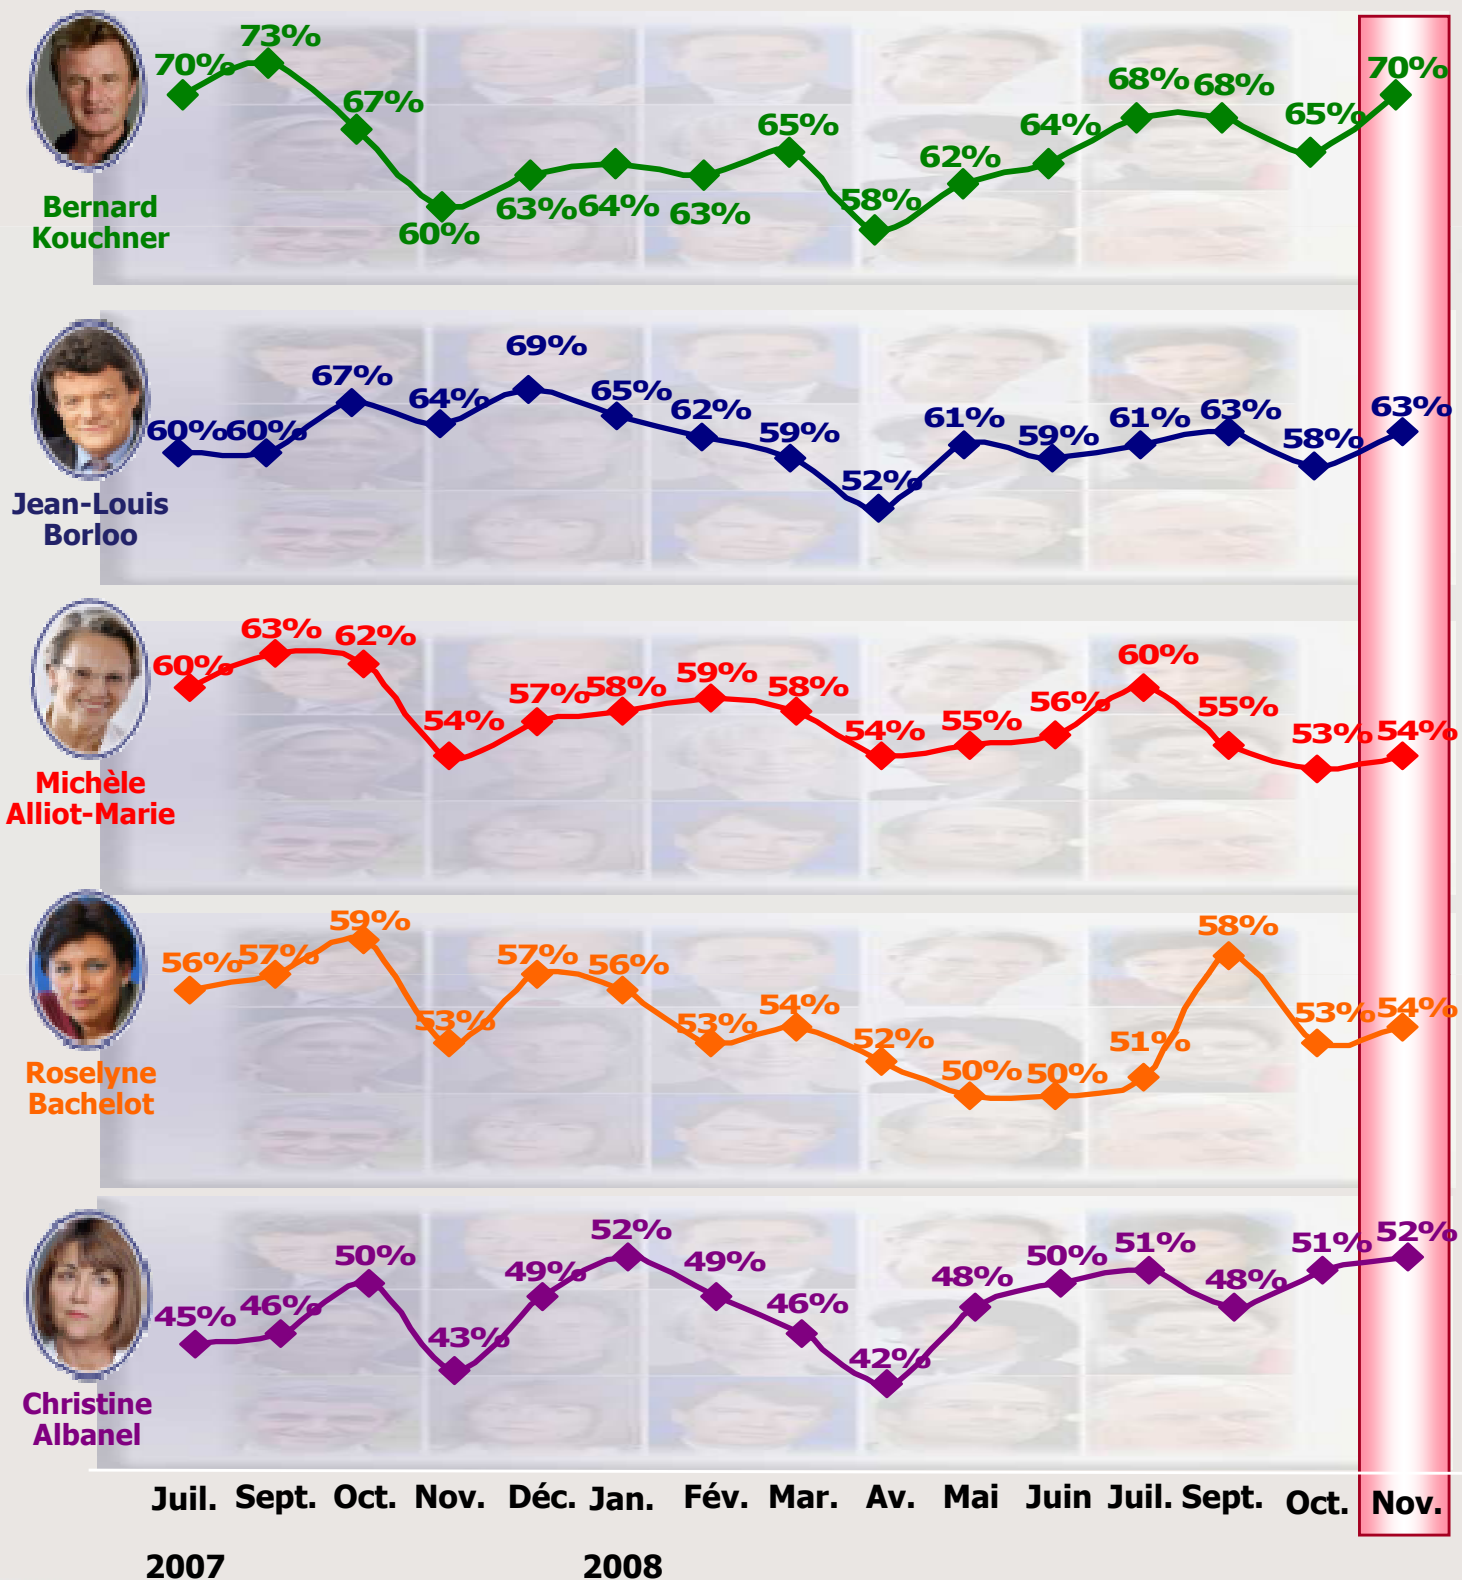 70% 73% 67% 60% 63% 64% 63% 65% 58% 62% 64% 68% 68% 65% 70%
Bernard
Kouchner
60% 60% 67% 64% 69% 65% 62% 59% 52% 61% 59% 61% 63% 58% 63%
Jean-Louis
Borloo
60% 63% 62% 54% 57% 58% 59% 58% 54% 55% 56% 60% 55% 53% 54%
Michèle
Alliot-Marie
56% 57% 59% 53% 57% 56% 53% 54% 52% 50% 50% 51% 58% 53% 54%
Roselyne
Bachelot
45% 46% 50% 43% 49% 52% 49% 46% 42% 48% 50% 51% 48% 51% 52%
Christine
Albanel
Juil. Sept. Oct. Nov. Déc. Jan. Fév. Mar. Av. Mai Juin Juil. Sept. Oct. Nov.
2007 2008